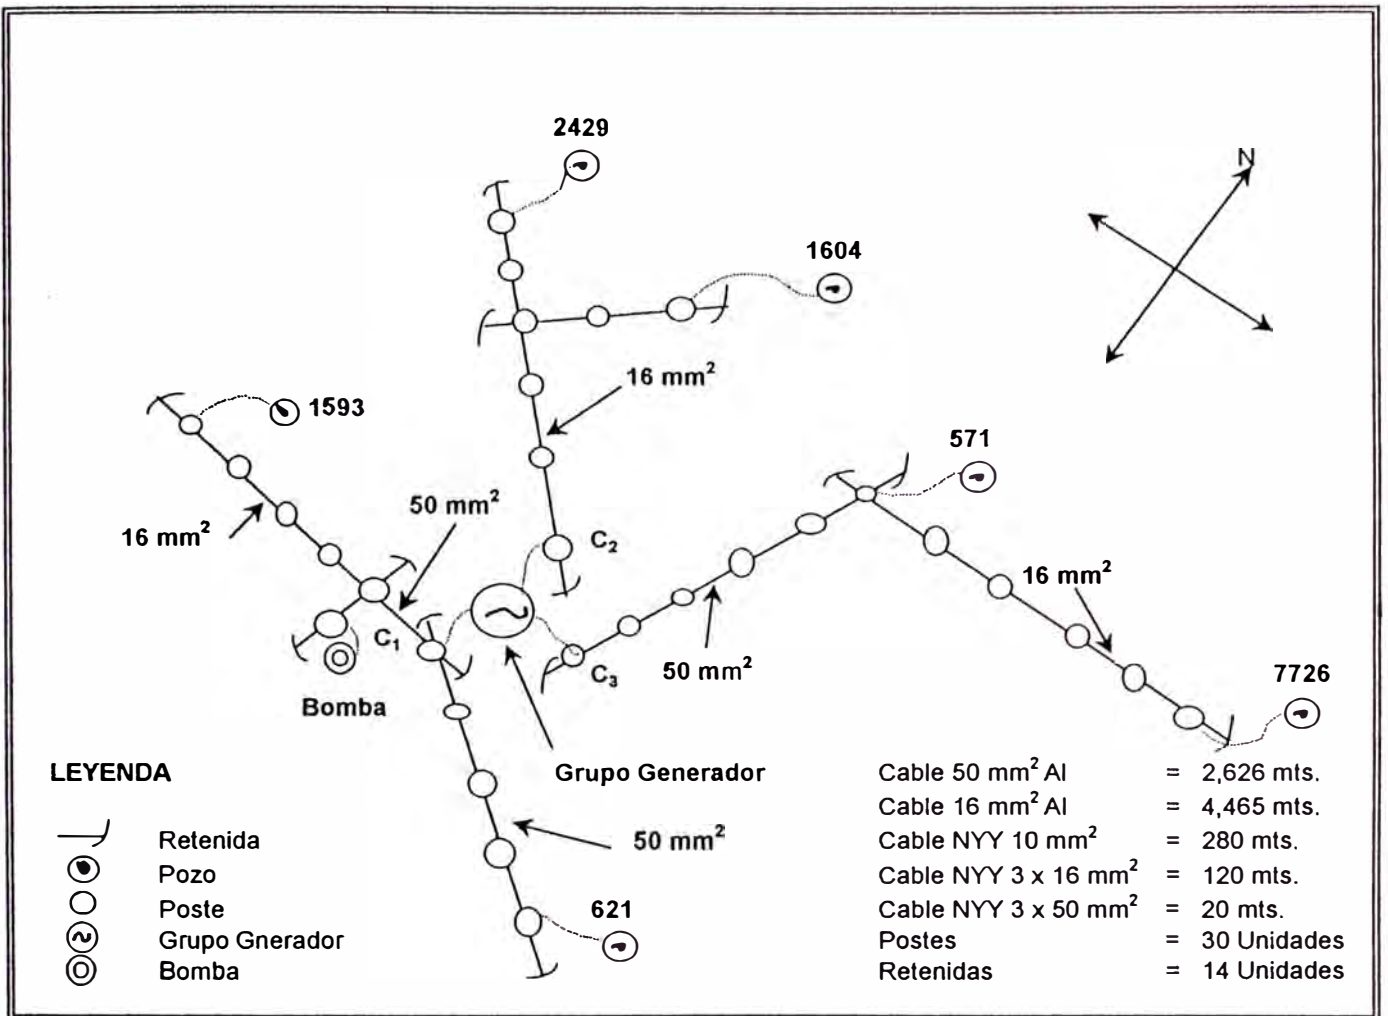 N
2429
1604
16 mm²
1593
50 mm²
16 mm²
571
C₂
16 mm²
C₁
C₃
50 mm²
Bomba
7726
Grupo Generador
50 mm²
621
LEYENDA
Retenida
Pozo
Poste
Grupo Gnerador
Bomba
Cable 50 mm² Al = 2,626 mts.
Cable 16 mm² Al = 4,465 mts.
Cable NYY 10 mm² = 280 mts.
Cable NYY 3 x 16 mm² = 120 mts.
Cable NYY 3 x 50 mm² = 20 mts.
Postes = 30 Unidades
Retenidas = 14 Unidades